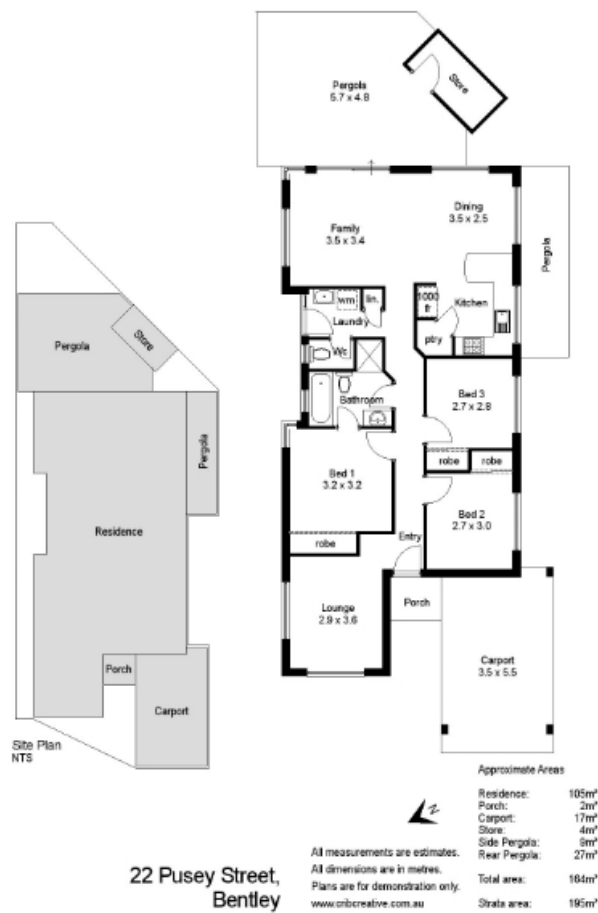 Pergola
5.7 x 4.8
Store
Dining
3.5 x 2.5
Family
3.5 x 3.4
Pergola
wm
lin.
1000
fr
Kitchen
Laundry
ptry
Wc
Pergola
Store
Bathroom
Bed 3
2.7 x 2.8
Pergola
robe
robe
Bed 1
3.2 x 3.2
Residence
Bed 2
2.7 x 3.0
Entry
robe
Lounge
2.9 x 3.6
Porch
Porch
Carport
3.5 x 5.5
Carport
Site Plan
NTS
Approximate Areas
Residence: 105m²
Porch: 2m²
Carport: 17m²
Store: 4m²
Side Pergola: 9m²
Rear Pergola: 27m²
Total area: 164m²
Strata area: 195m²
N
All measurements are estimates.
All dimensions are in metres.
Plans are for demonstration only.
www.cribcreative.com.au
22 Pusey Street,
Bentley